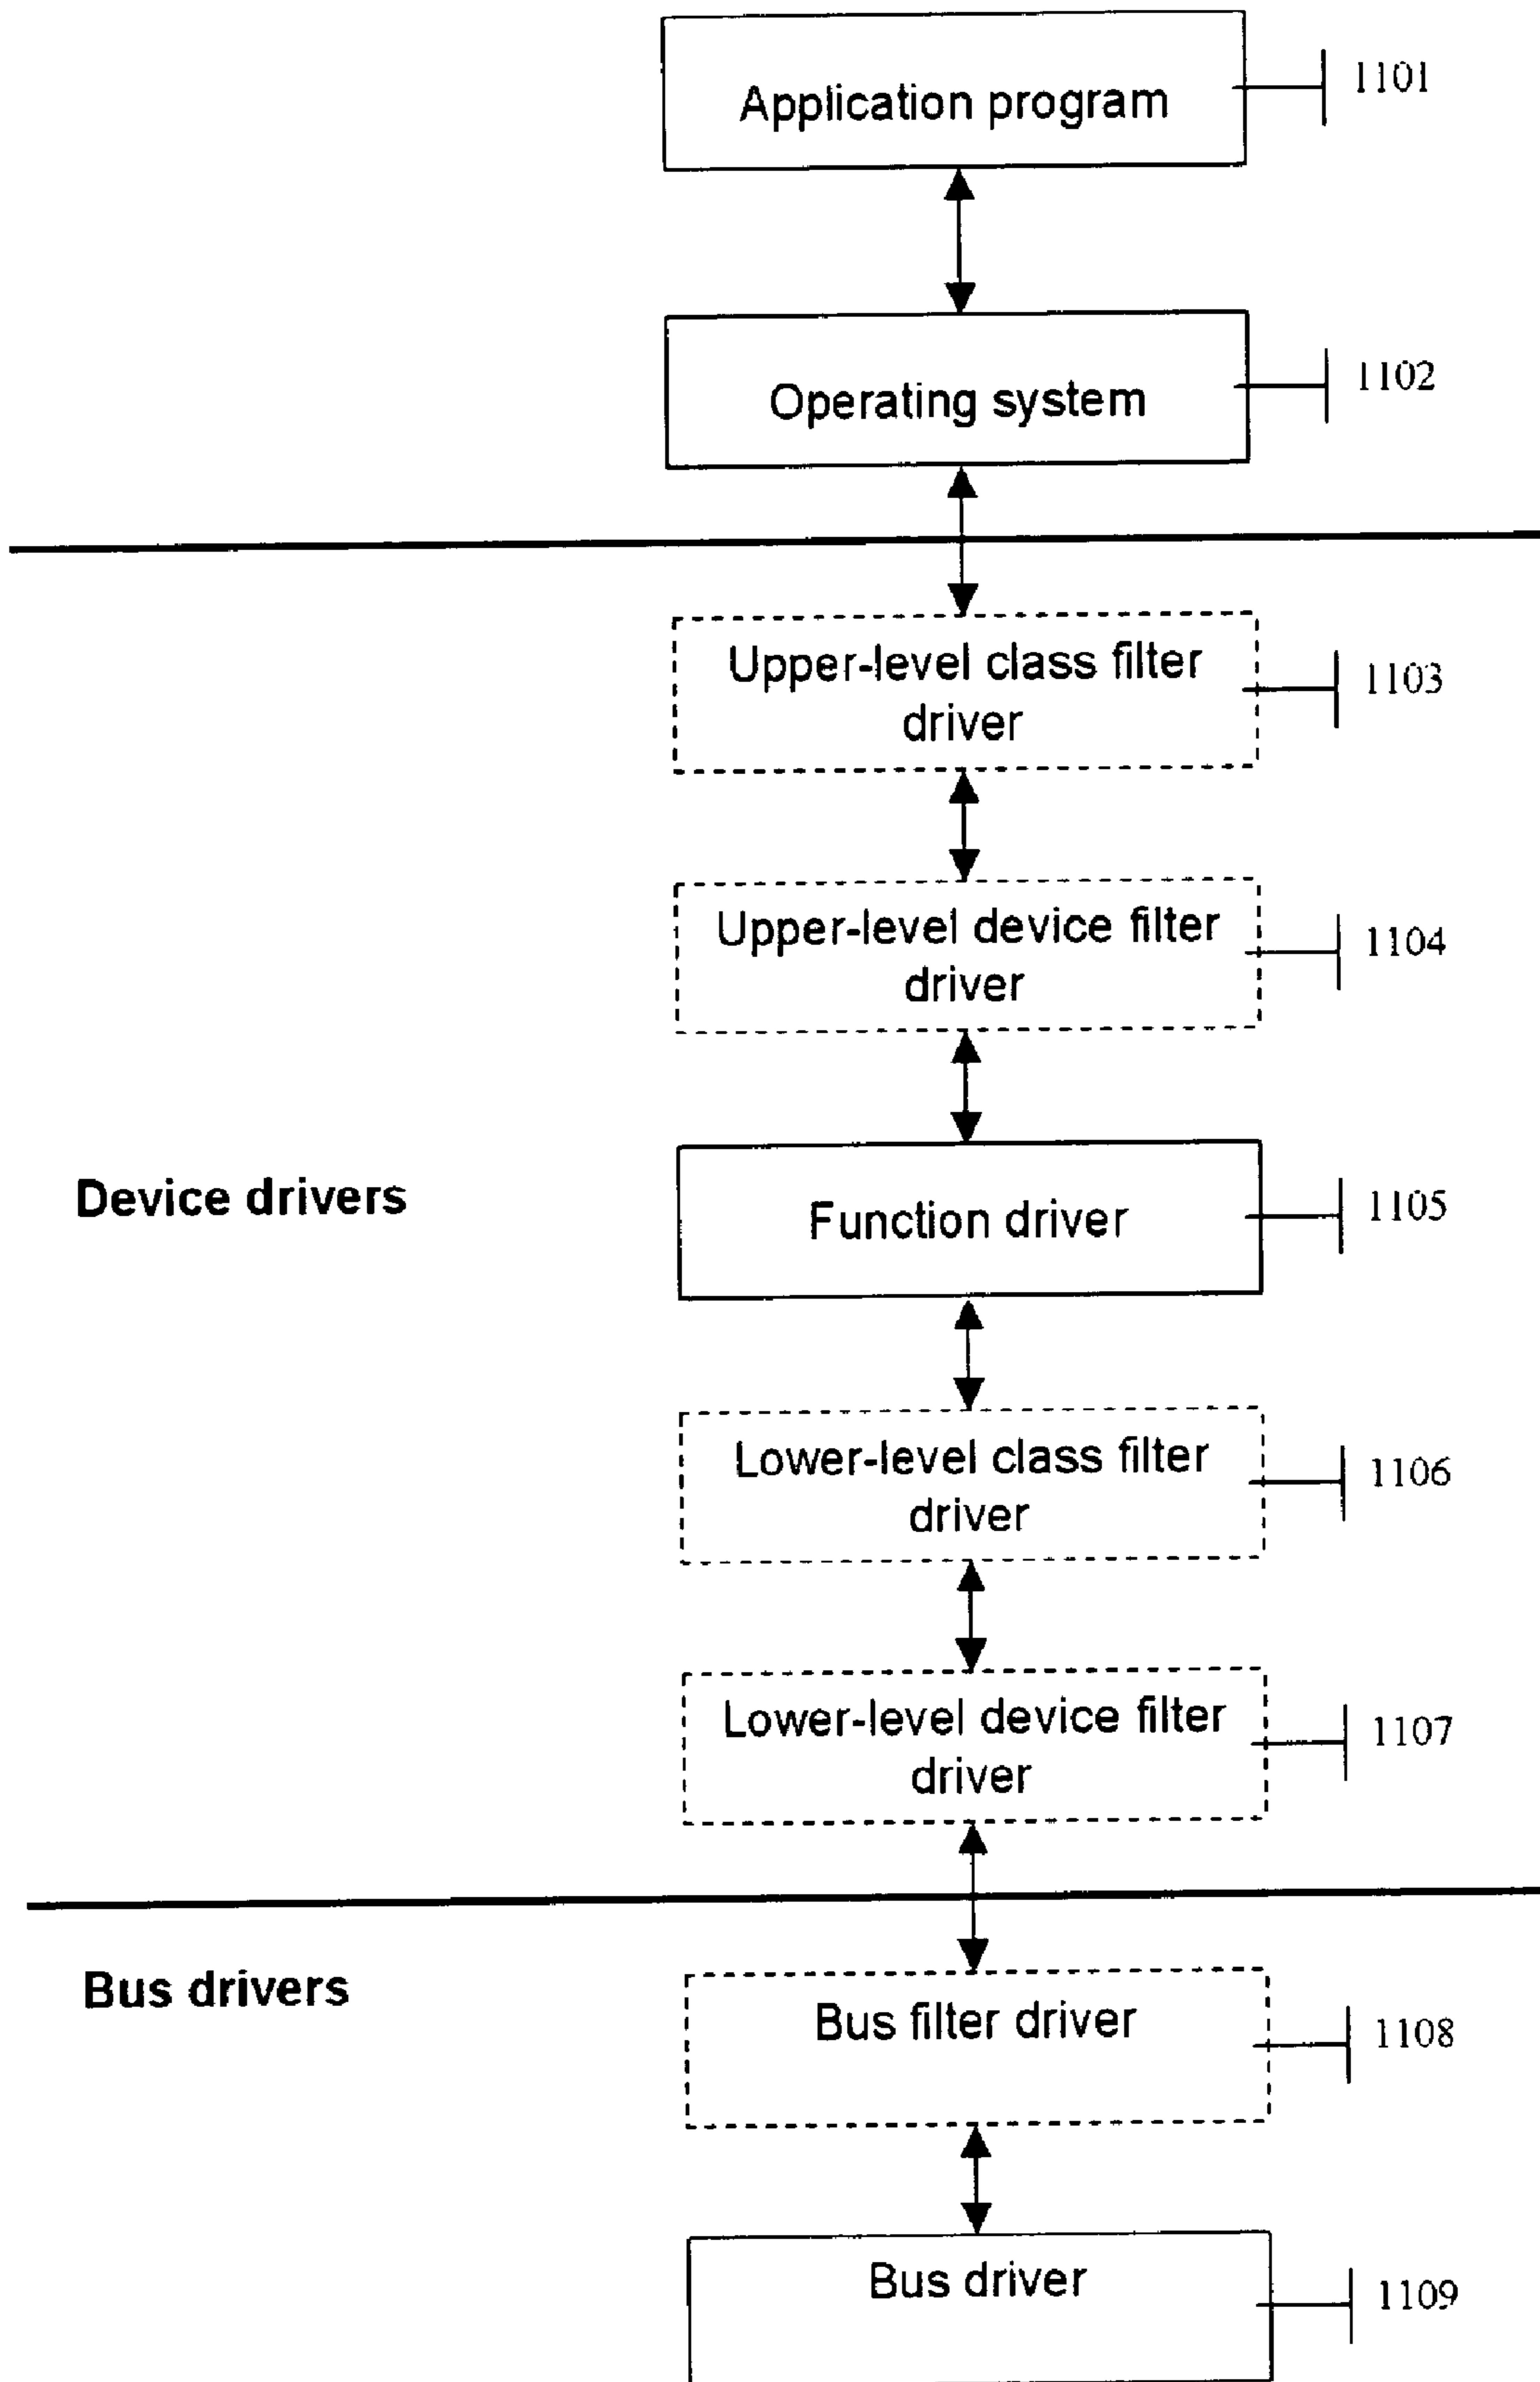 Application program
1101
Operating system
1102
Upper-level class filter
driver
1103
Upper-level device filter
driver
1104
Device drivers
Function driver
1105
Lower-level class filter
driver
1106
Lower-level device filter
driver
1107
Bus drivers
Bus filter driver
1108
Bus driver
1109